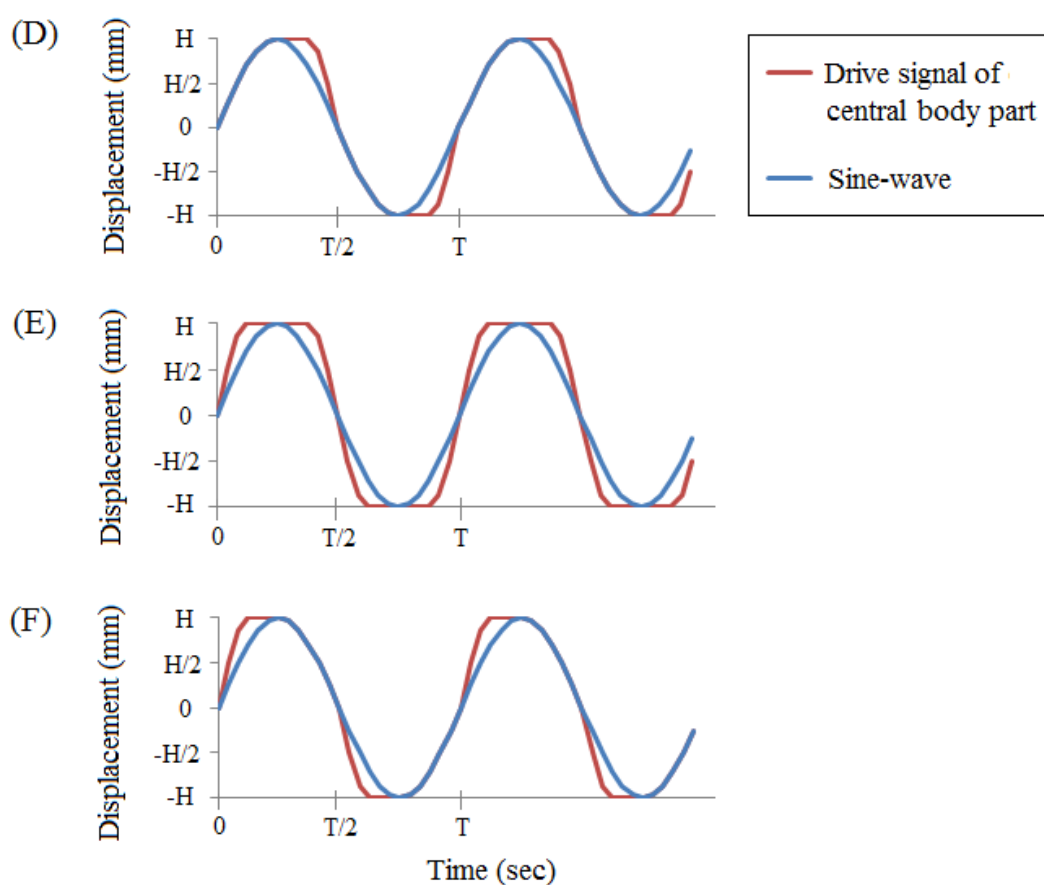 (D)
Displacement (mm)
H
H/2
0
-H/2
-H
0
T/2
T
Drive signal of
central body part
Sine-wave
(E)
Displacement (mm)
H
H/2
0
-H/2
-H
0
T/2
T
(F)
Displacement (mm)
H
H/2
0
-H/2
-H
0
T/2
T
Time (sec)